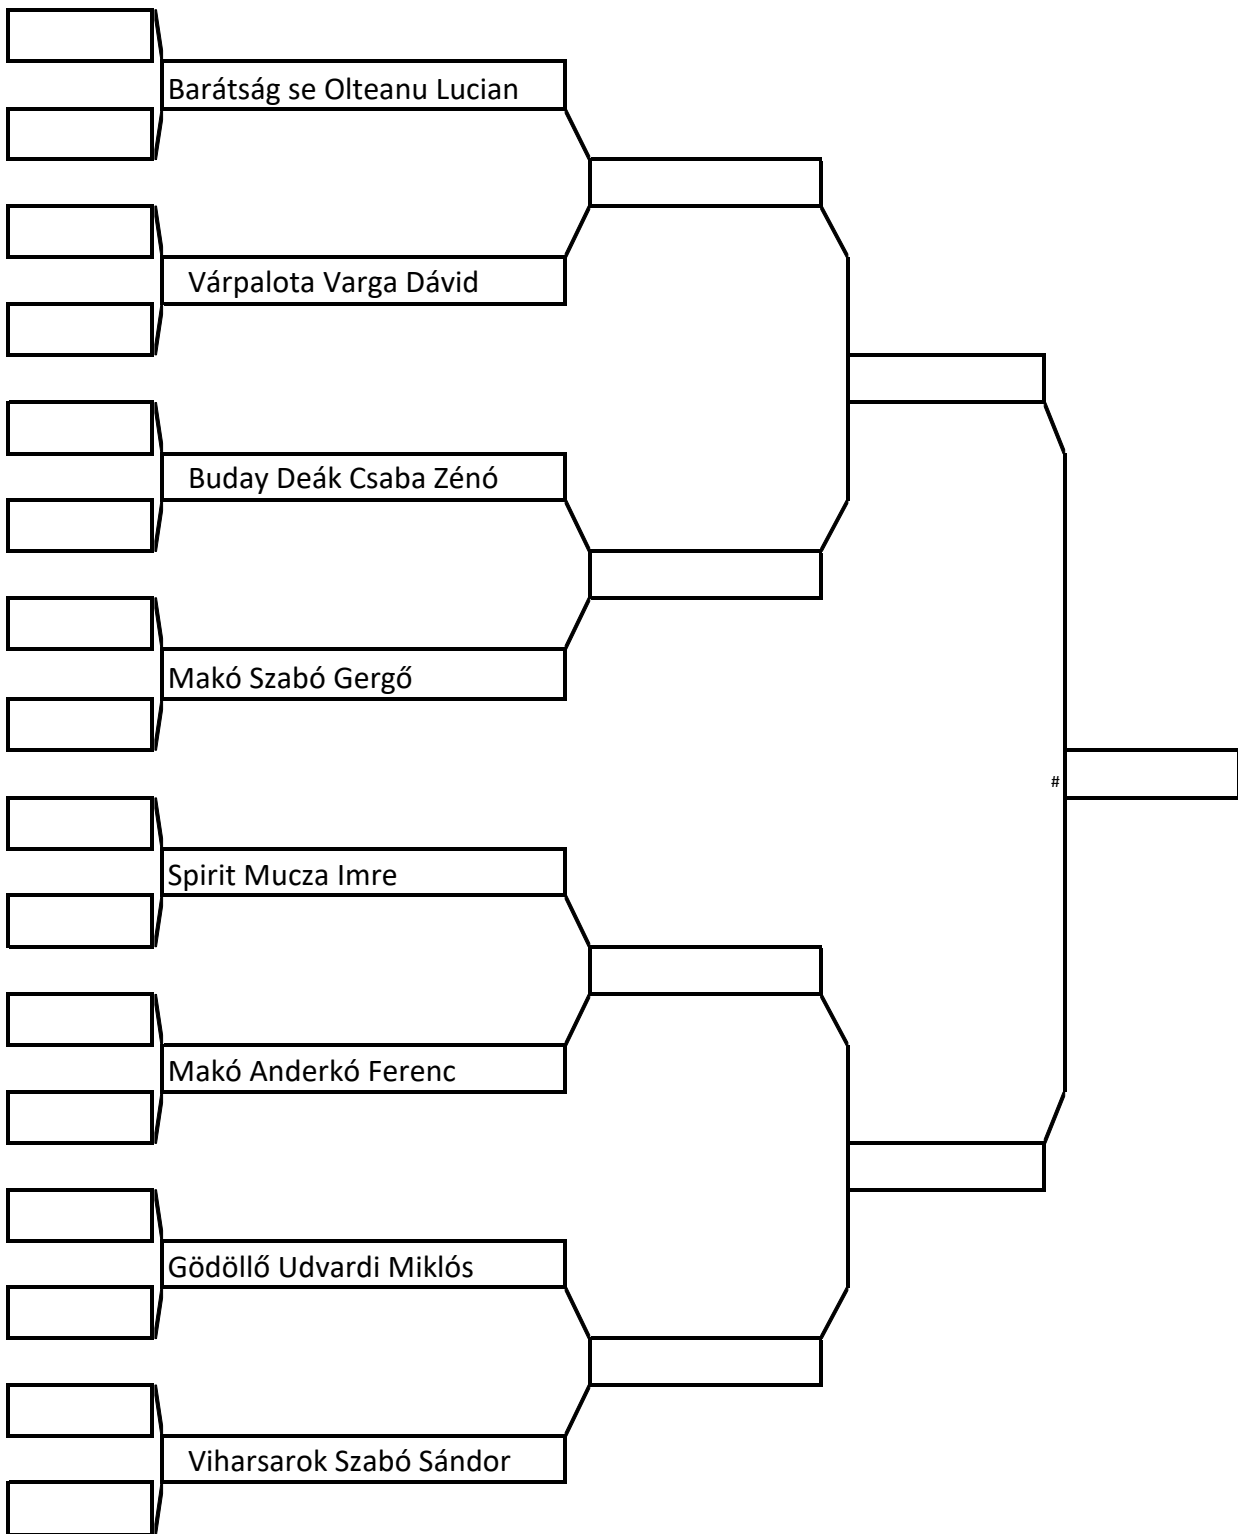 Barátság se Olteanu Lucian
Várpalota Varga Dávid
Buday Deák Csaba Zénó
Makó Szabó Gergő
#
Spirit Mucza Imre
Makó Anderkó Ferenc
Gödöllő Udvardi Miklós
Viharsarok Szabó Sándor